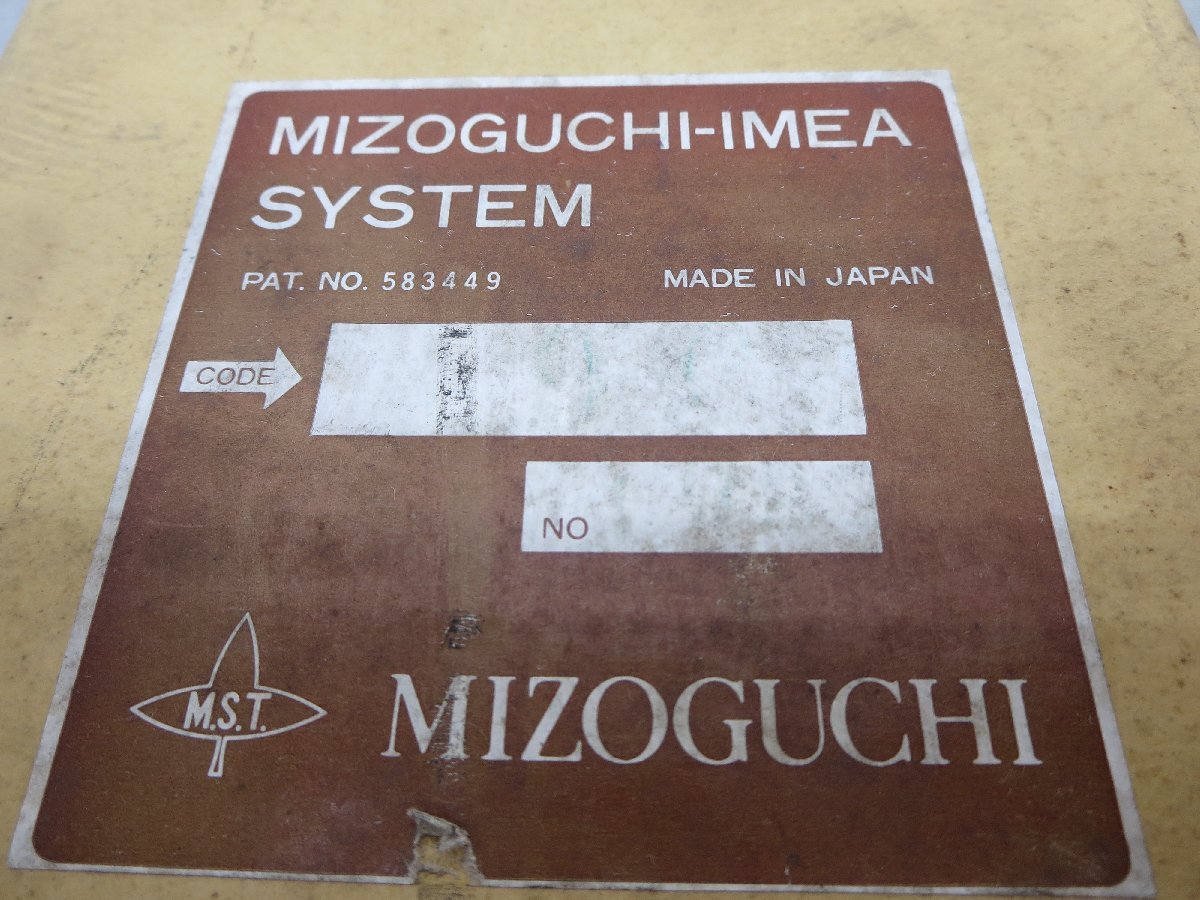 MIZOGUCHI-IMEA
SYSTEM
PAT. NO. 583449 MADE IN JAPAN
CODE
NO
M.S.T.
MIZOGUCHI